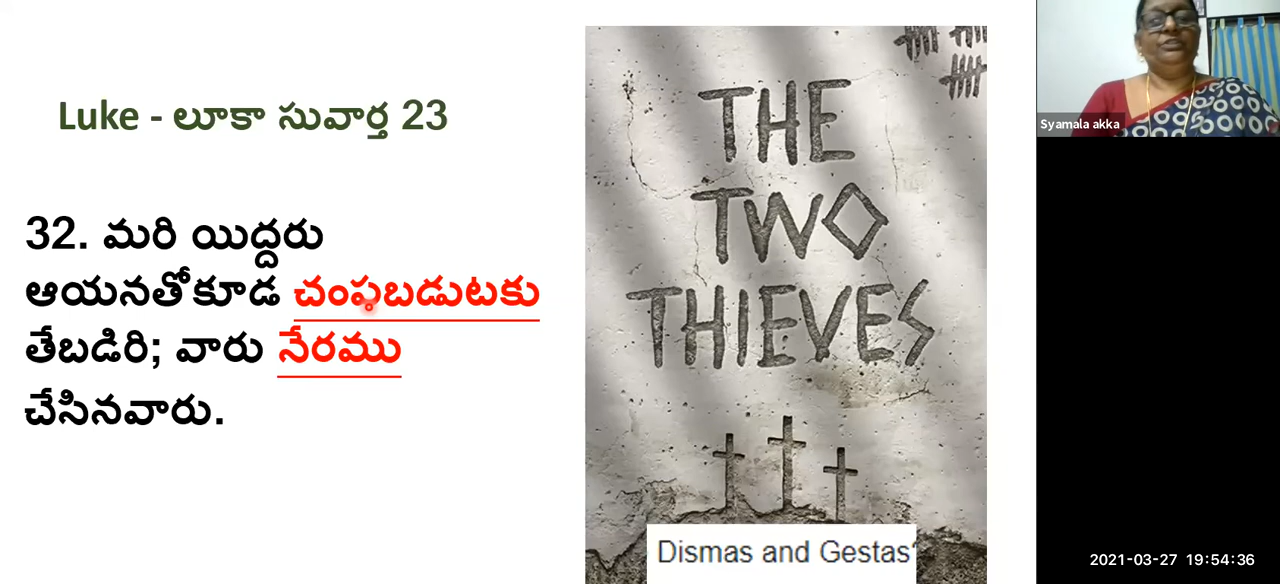 Luke - లూకా సువార్త 23
32. మరి యిద్దరు
ఆయనతోకూడ చంపబడుటకు
తేబడిరి; వారు నేరము
చేసినవారు.
THE
TWO
THIEVES
Dismas and Gestas?
Syamala akka
2021-03-27 19:54:36